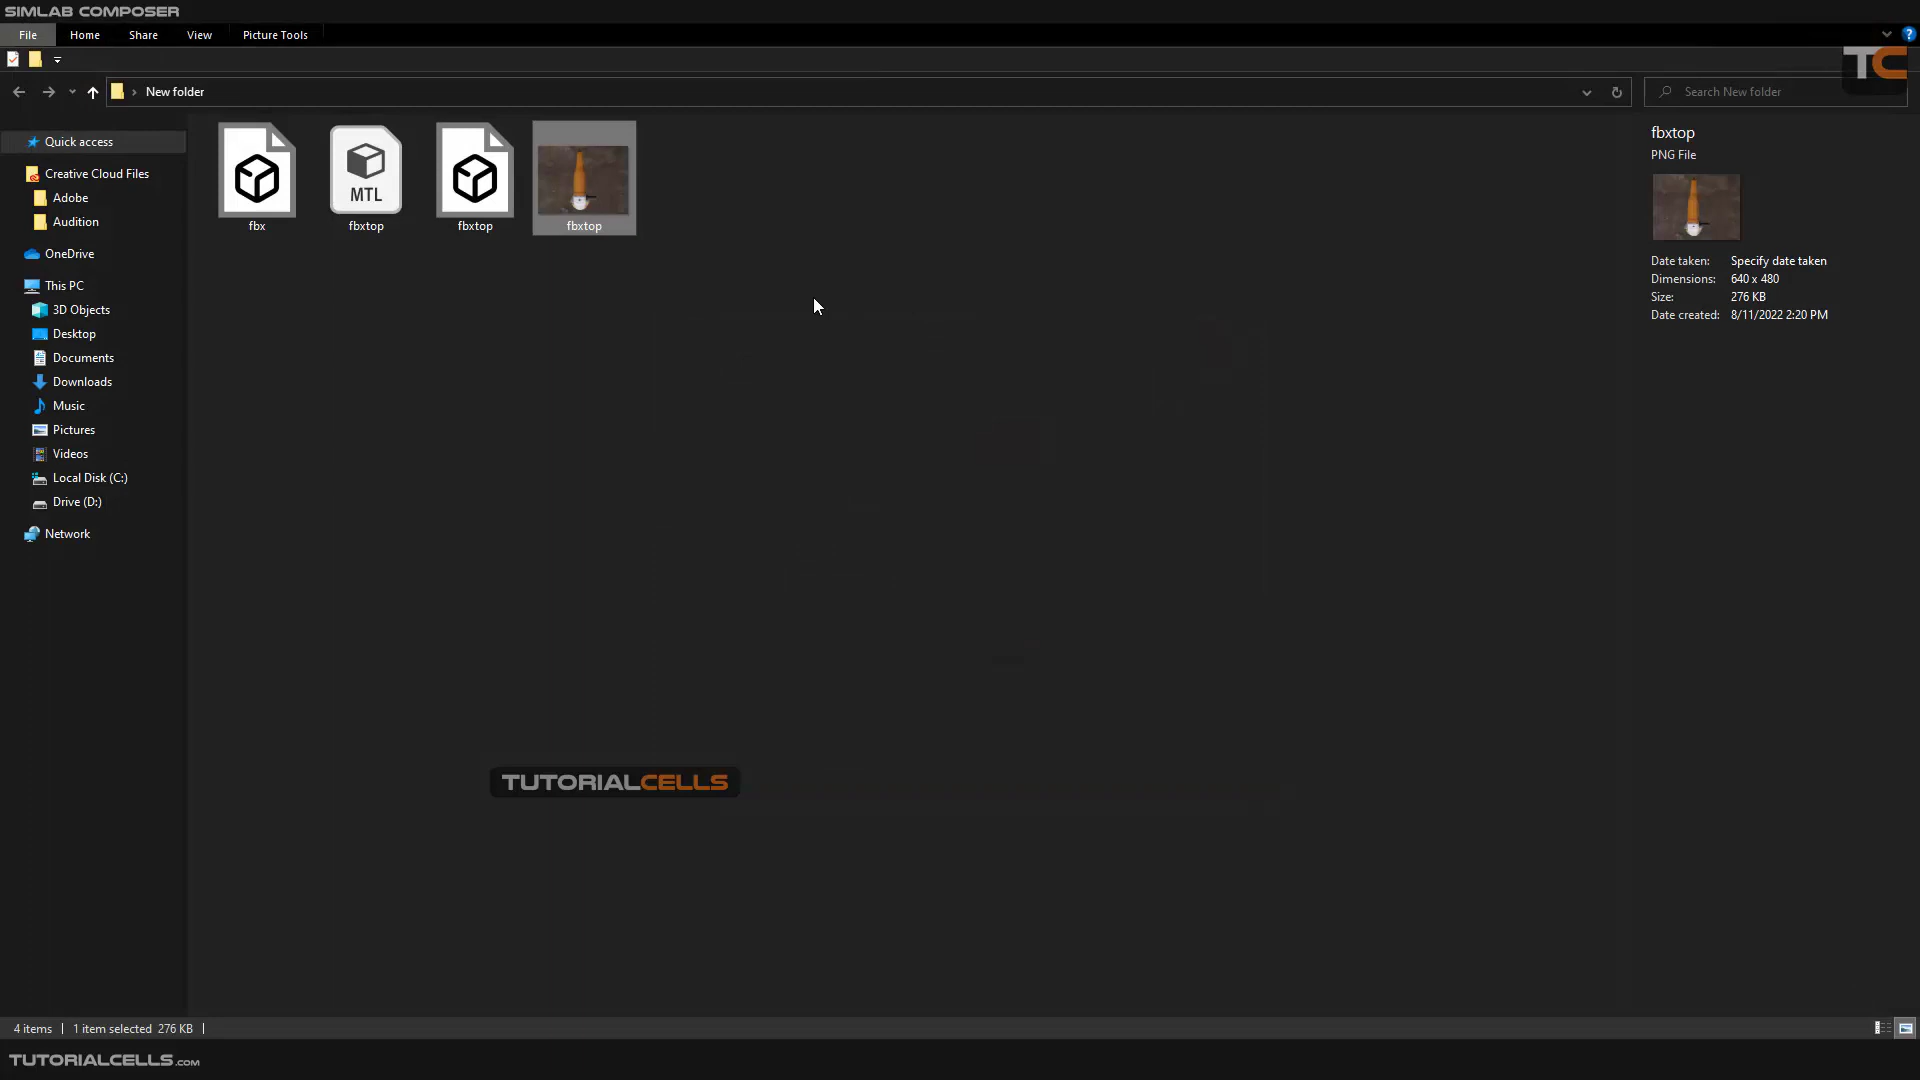 SIMLAB COMPOSER
File
Home
Share
View
Picture Tools
?
TC
New folder
Search New folder
Quick access
Creative Cloud Files
Adobe
Audition
OneDrive
This PC
3D Objects
Desktop
Documents
Downloads
Music
Pictures
Videos
Local Disk (C:)
Drive (D:)
Network
fbx
MTL
fbxtop
fbxtop
fbxtop
fbxtop
PNG File
Date taken: Specify date taken
Dimensions: 640 x 480
Size: 276 KB
Date created: 8/11/2022 2:20 PM
TUTORIALCELLS
4 items
1 item selected 276 KB
TUTORIALCELLS.com